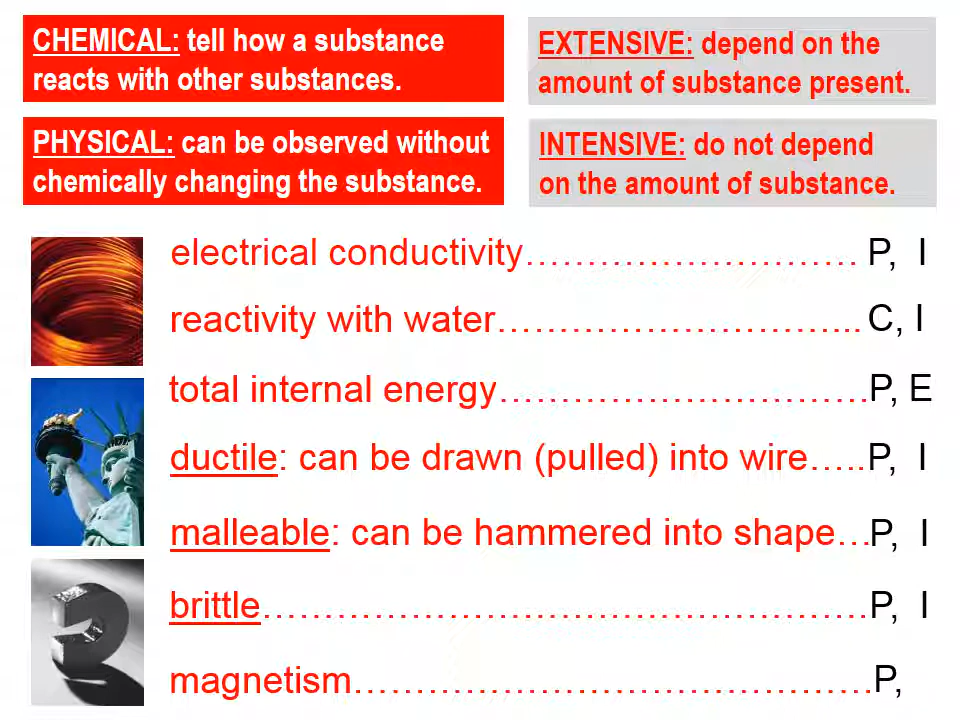 CHEMICAL: tell how a substance
reacts with other substances.
PHYSICAL: can be observed without
chemically changing the substance.
EXTENSIVE: depend on the
amount of substance present.
INTENSIVE: do not depend
on the amount of substance.
electrical conductivity……………………… P, I
reactivity with water………………………... C, I
total internal energy…………………………P, E
ductile: can be drawn (pulled) into wire…..P, I
malleable: can be hammered into shape…P, I
brittle………………………………………….P, I
magnetism……………………………………P,